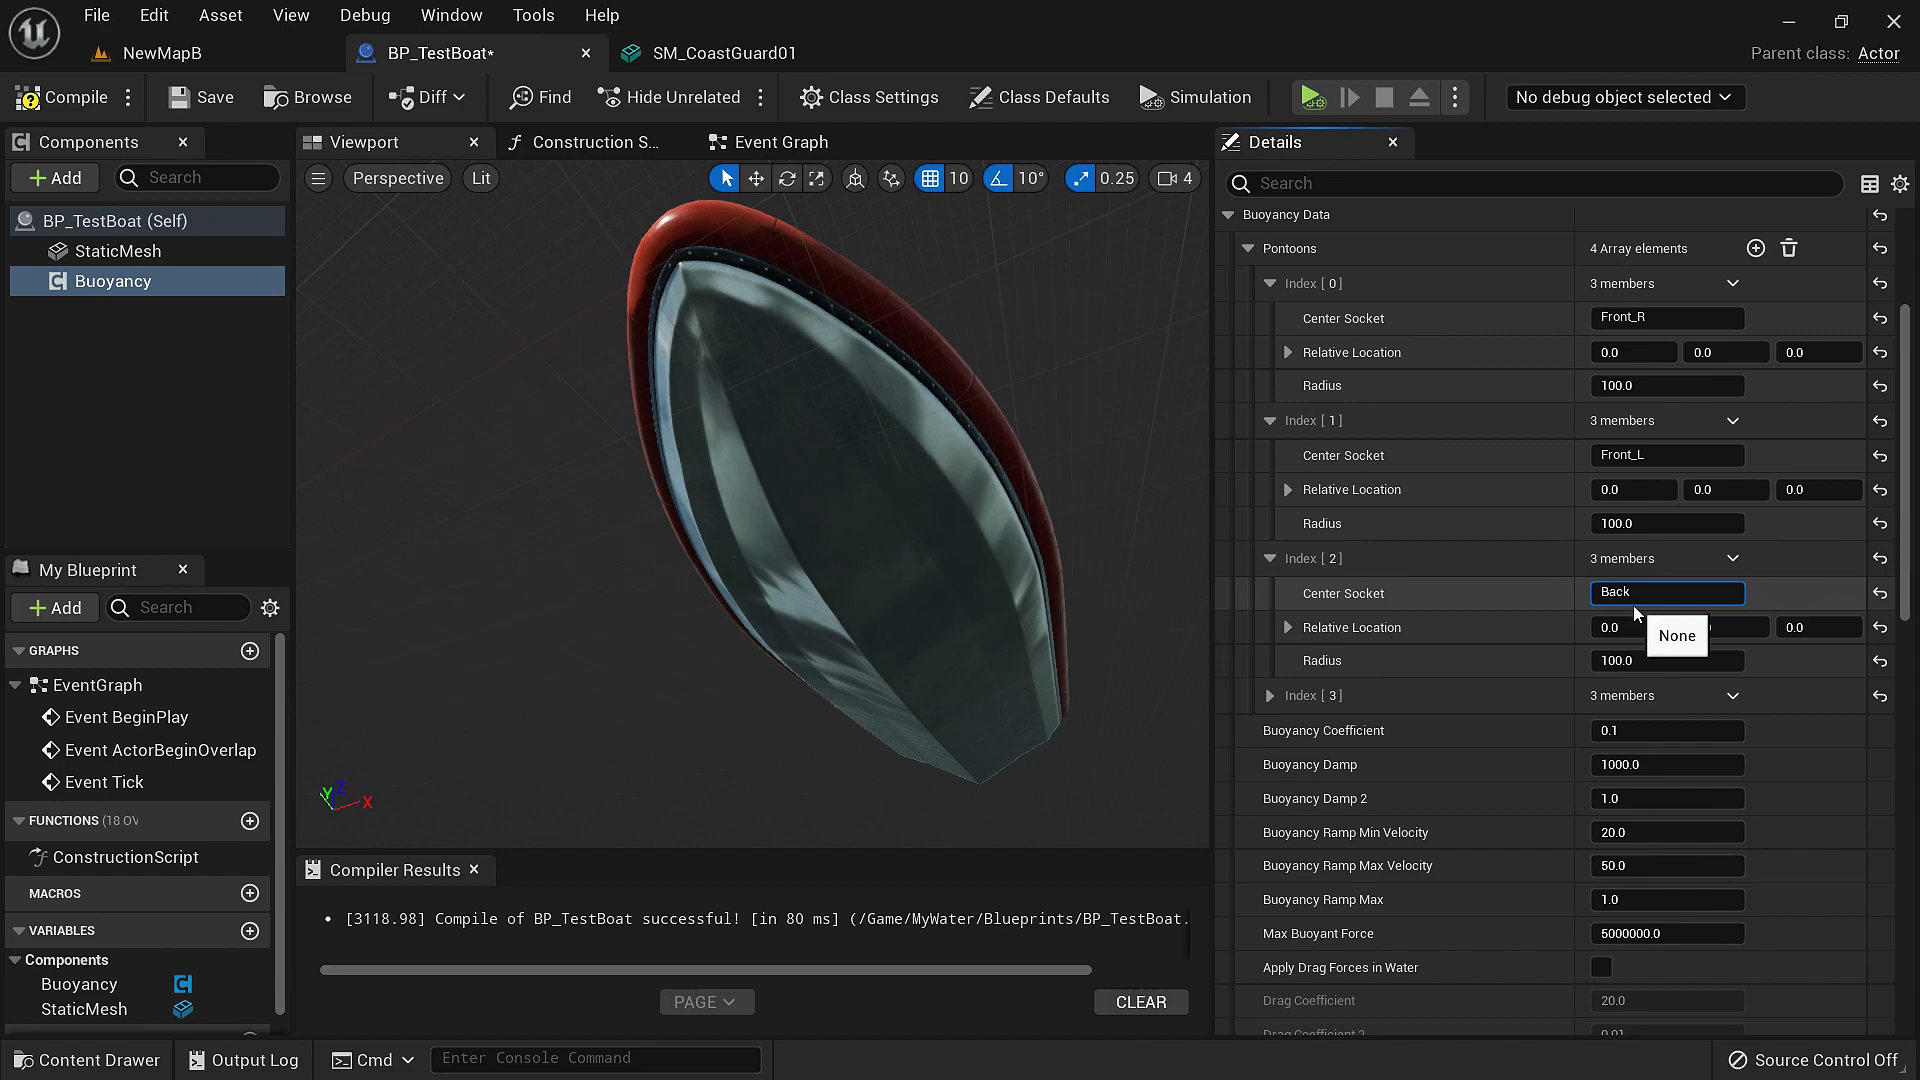 File Edit Asset View Debug Window Tools Help
NewMapB BP_TestBoat* SM_CoastGuard01 Parent class: Actor
Compile Save Browse Diff Find Hide Unrelated Class Settings Class Defaults Simulation No debug object selected
Components Viewport Construction S... Event Graph Details
Add Search Perspective Lit 10 10° 0.25 4 Search
BP_TestBoat (Self)
StaticMesh
Buoyancy
Buoyancy Data
Pontoons 4 Array elements
Index [ 0 ] 3 members
Center Socket Front_R
Relative Location 0.0 0.0 0.0
Radius 100.0
Index [ 1 ] 3 members
Center Socket Front_L
Relative Location 0.0 0.0 0.0
Radius 100.0
Index [ 2 ] 3 members
Center Socket Back
Relative Location 0.0 0.0
None
Radius 100.0
Index [ 3 ] 3 members
Buoyancy Coefficient 0.1
Buoyancy Damp 1000.0
Buoyancy Damp 2 1.0
Buoyancy Ramp Min Velocity 20.0
Buoyancy Ramp Max Velocity 50.0
Buoyancy Ramp Max 1.0
Max Buoyant Force 5000000.0
Apply Drag Forces in Water
Drag Coefficient 20.0
Drag Coefficient 2 0.01
My Blueprint
Add Search
GRAPHS
EventGraph
Event BeginPlay
Event ActorBeginOverlap
Event Tick
FUNCTIONS (18 OV
ConstructionScript
MACROS
VARIABLES
Components
Buoyancy
StaticMesh
Y Z X
Compiler Results
• [3118.98] Compile of BP_TestBoat successful! [in 80 ms] (/Game/MyWater/Blueprints/BP_TestBoat.
PAGE CLEAR
Content Drawer Output Log Cmd Enter Console Command Source Control Off